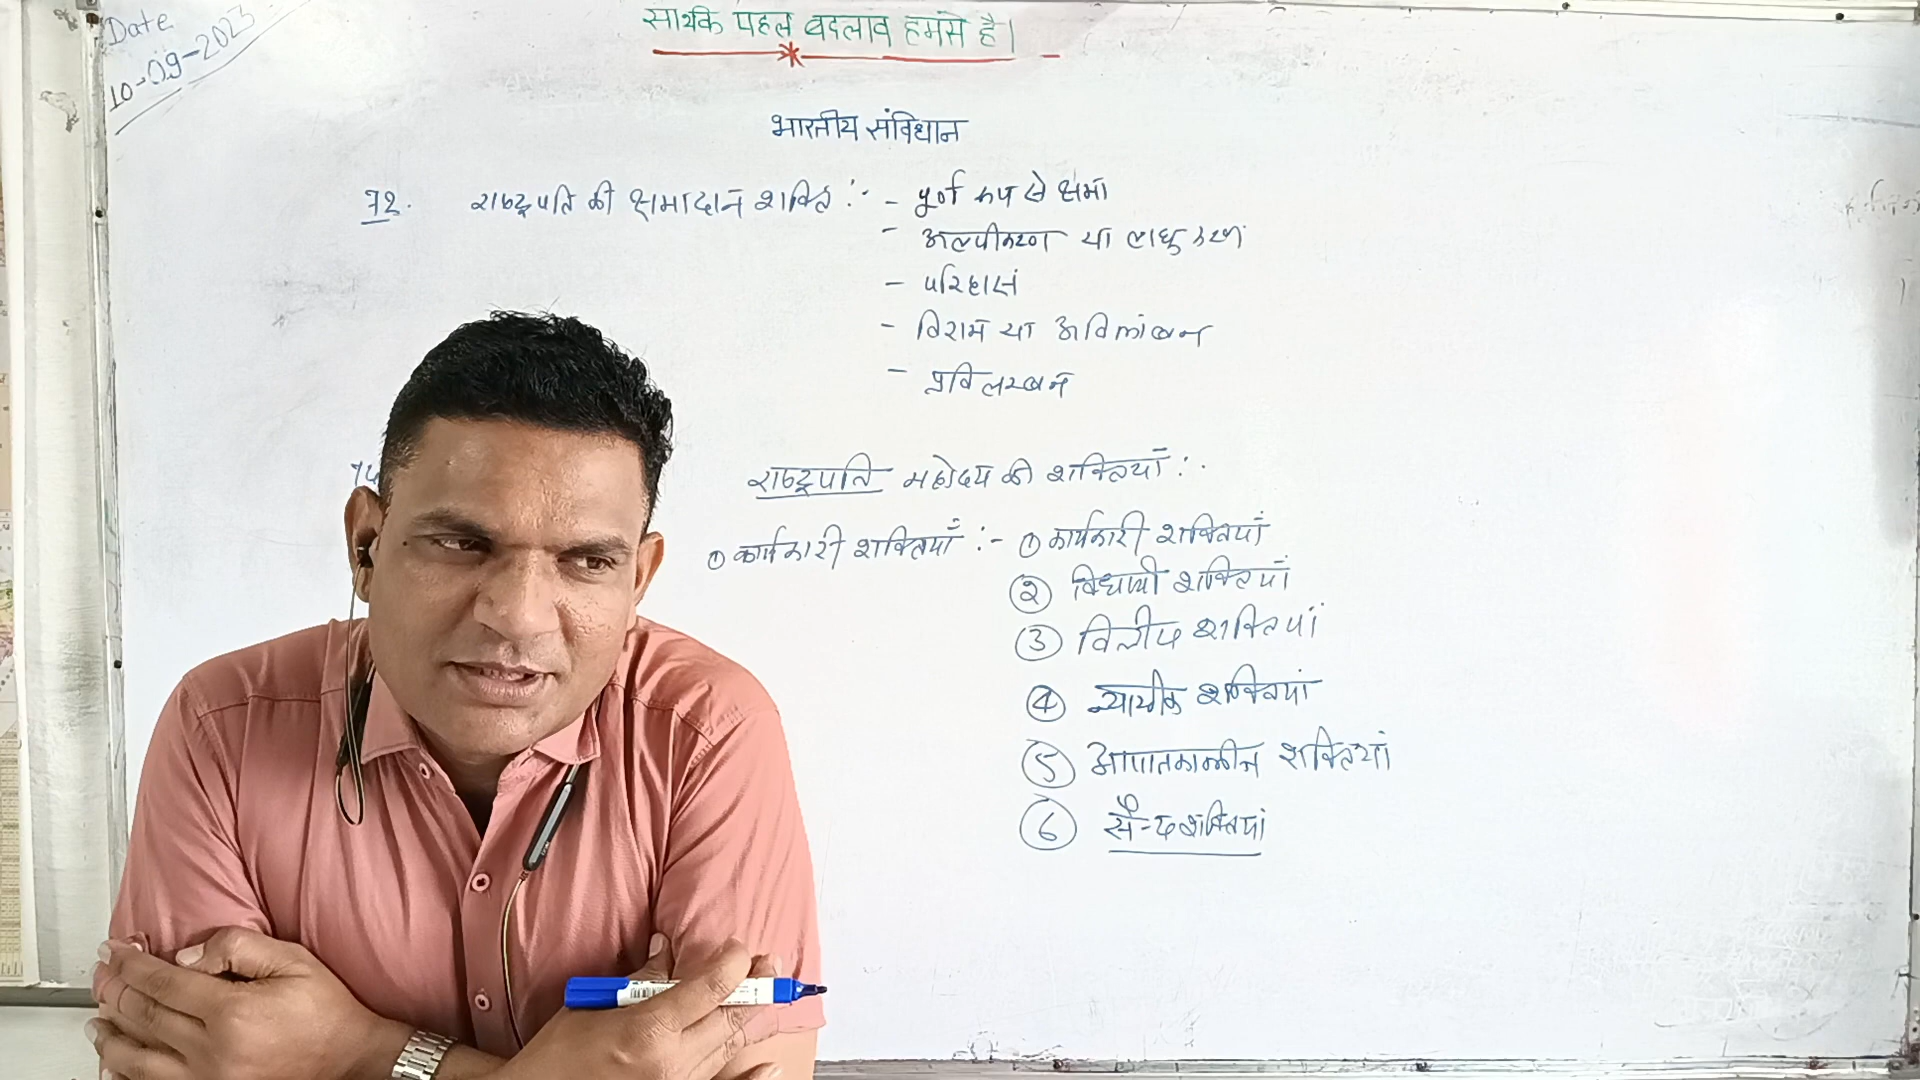 Date
10-09-2023
सार्थक पहल बदलाव हमसे है।
भारतीय संविधान
72. राष्ट्रपति की क्षमादान शक्ति :- - पूर्ण रूप से क्षमा
- अल्पीकरण या लघुकरण
- परिहास
- विराम या अविलंबन
- प्रविलम्बन
74
राष्ट्रपति महोदय की शक्तियाँ :-
① कार्यकारी शक्तियाँ :- ① कार्यकारी शक्तियाँ
② विधायी शक्तियाँ
③ वित्तीय शक्तियां
④ न्यायीक शक्तियां
⑤ आपातकालीन शक्तियां
⑥ सैन्य शक्तियां